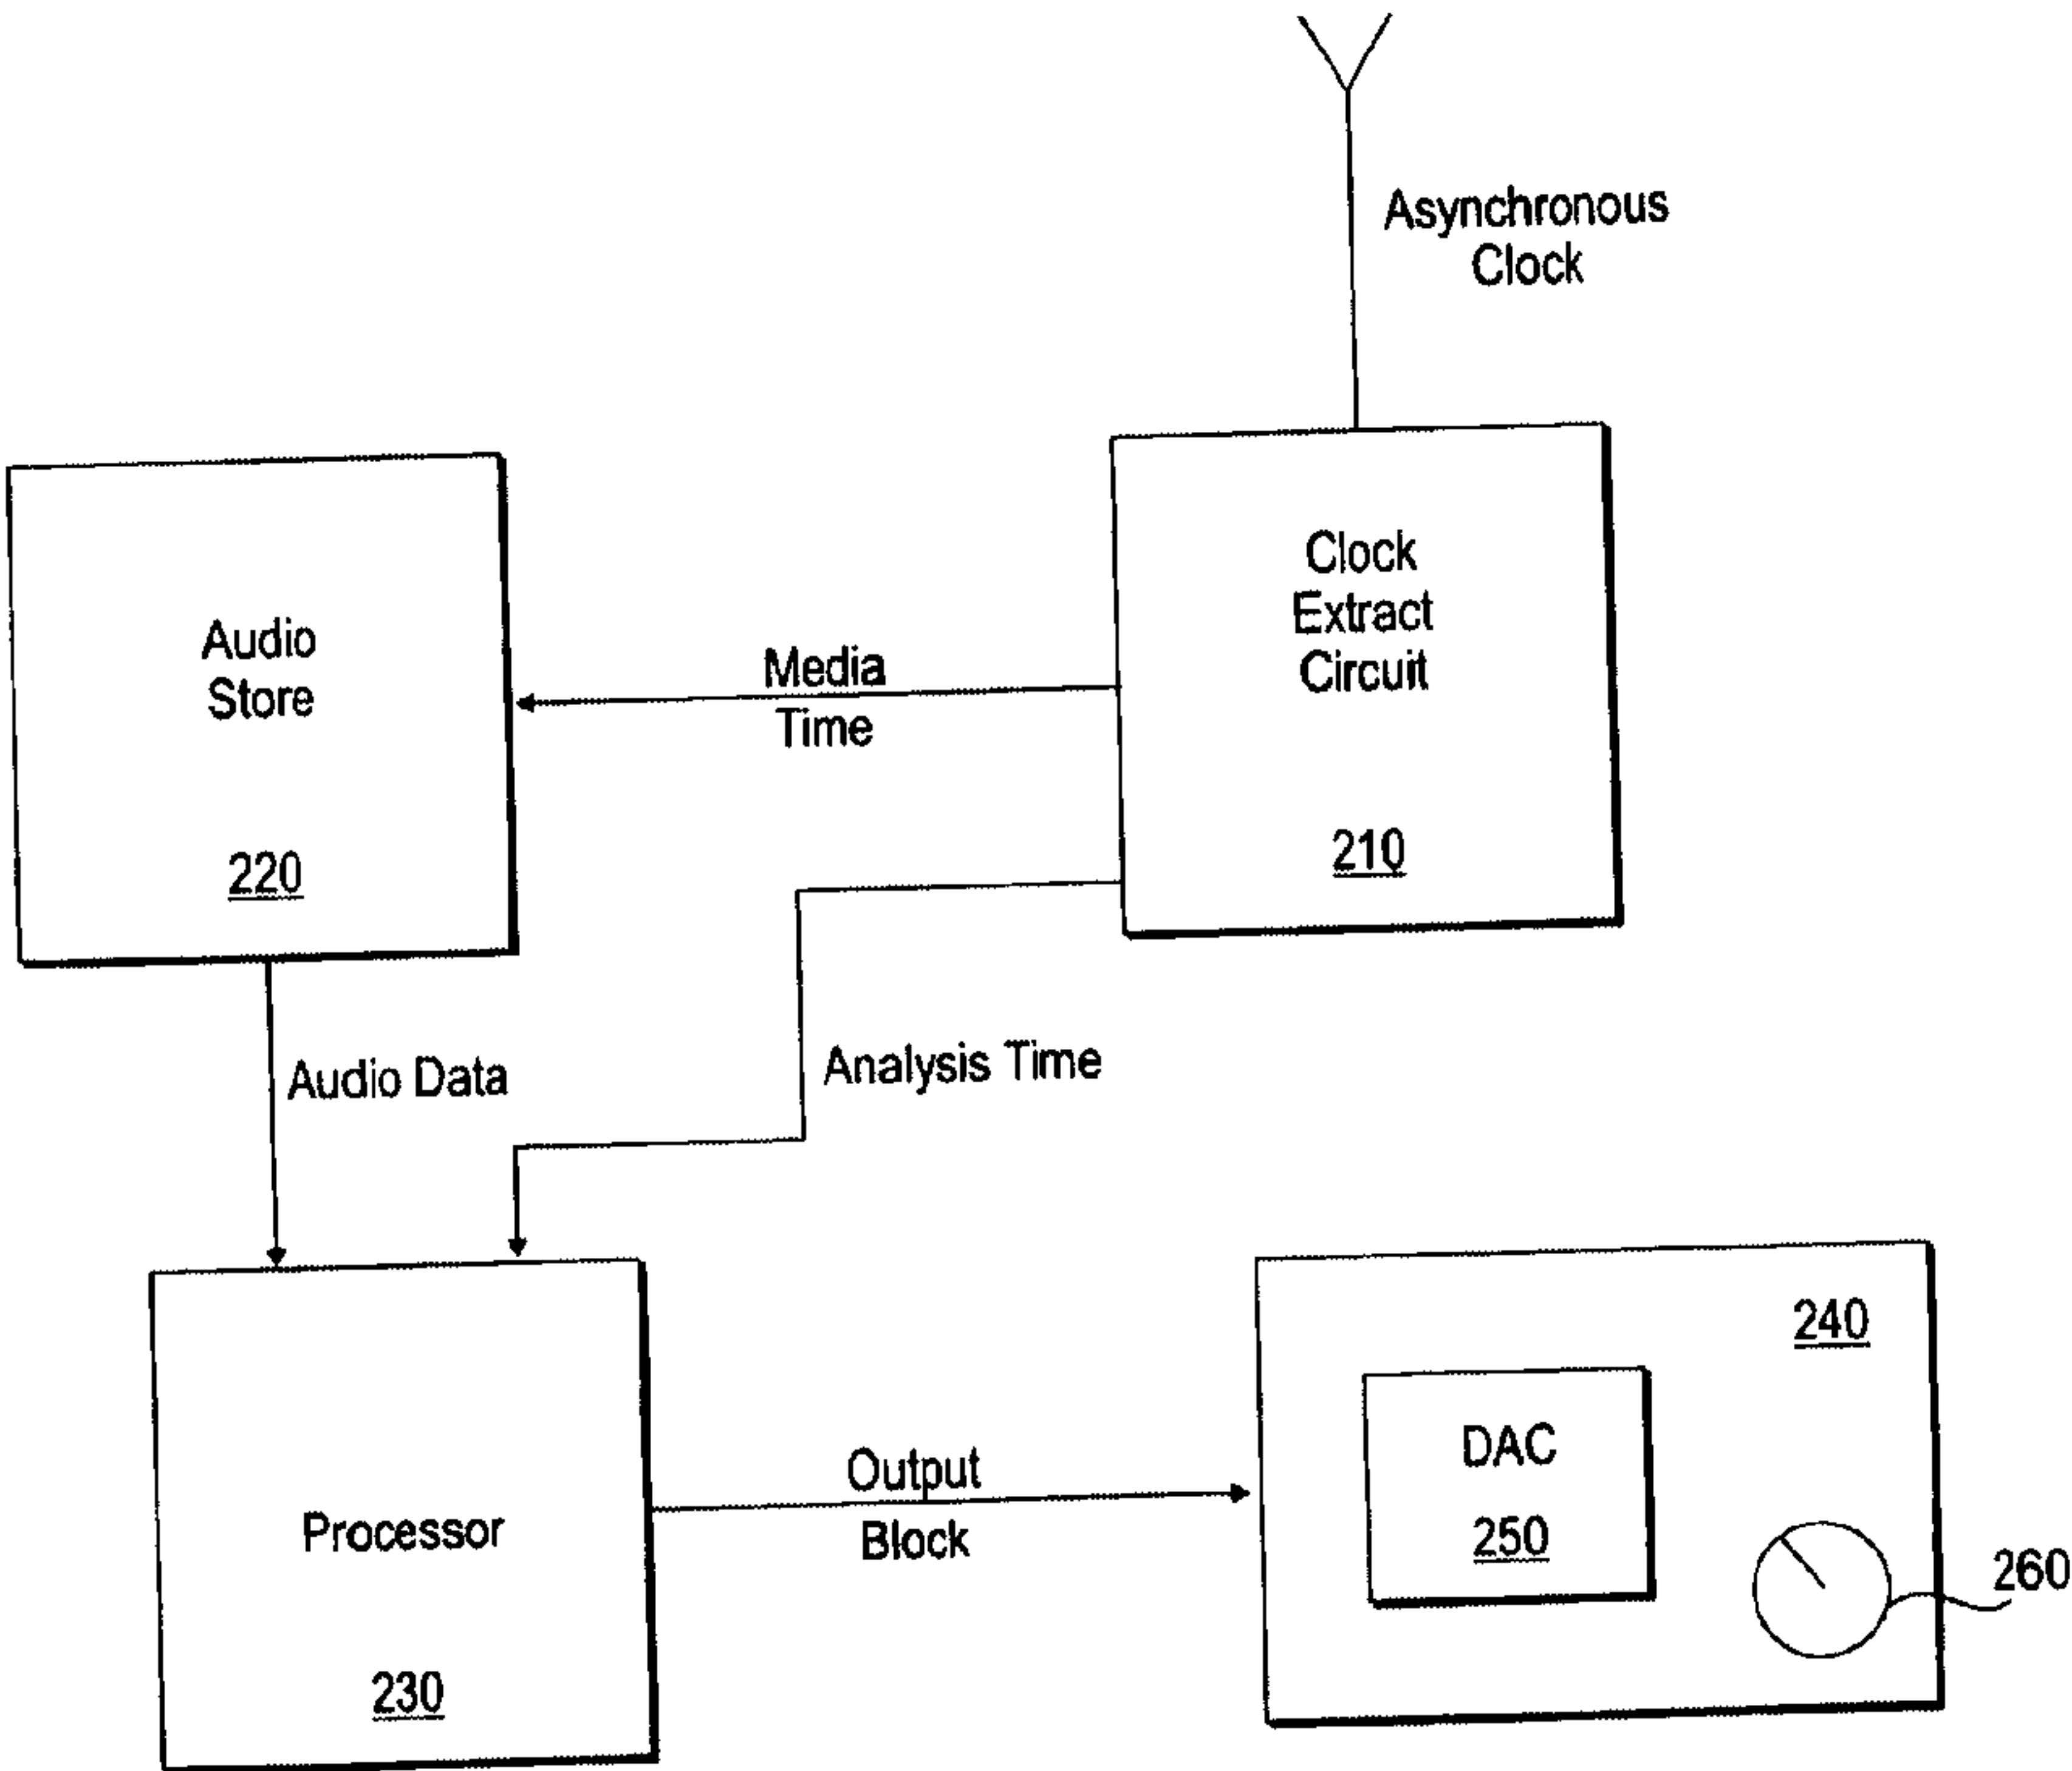 Asynchronous
Clock
Clock
Extract
Circuit
210
Audio
Store
220
Media
Time
Audio Data
Analysis Time
Processor
230
Output
Block
240
DAC
250
260